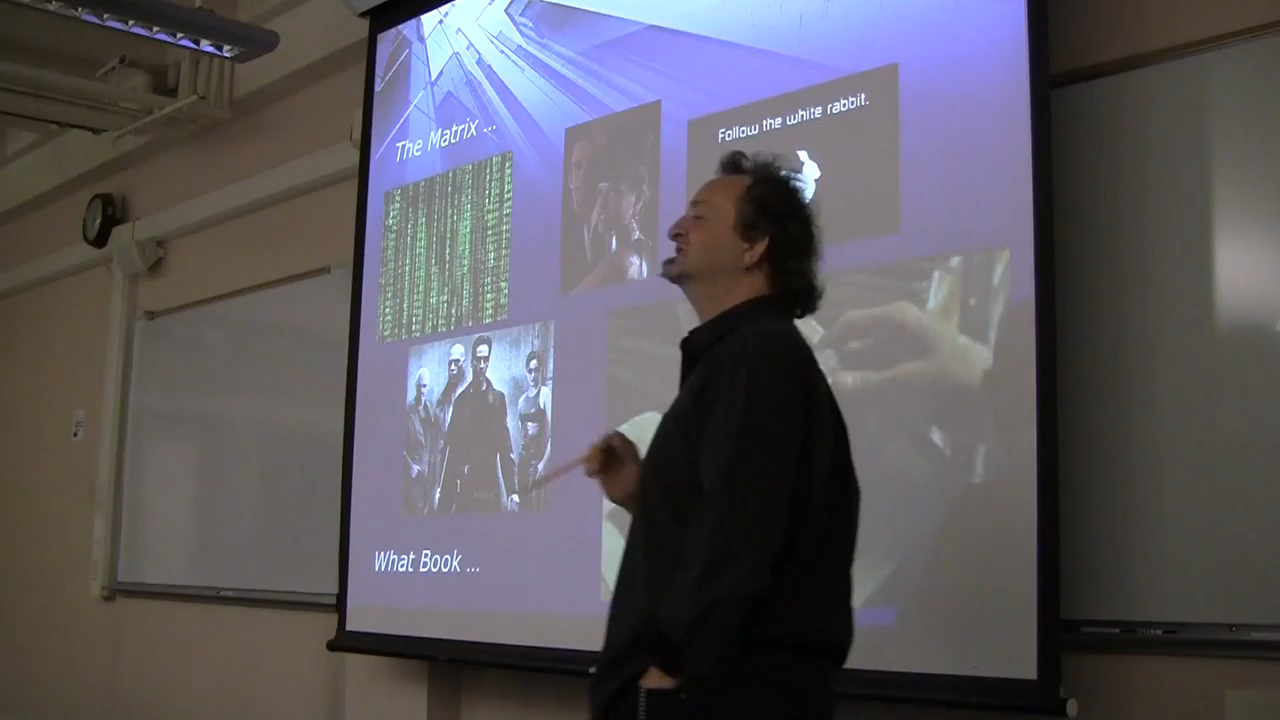 The Matrix ...
Follow the white rabbit.
What Book ...